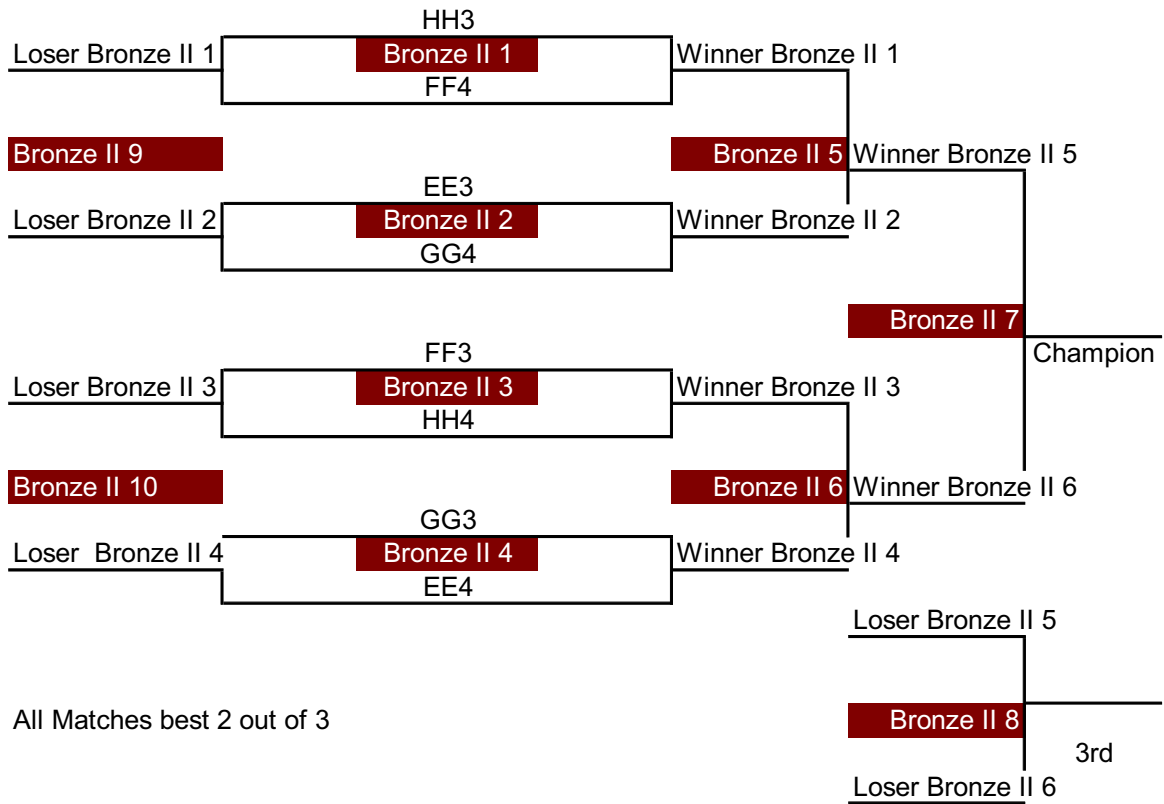 HH3
Loser Bronze II 1
Bronze II 1
Winner Bronze II 1
FF4
Bronze II 9
Bronze II 5
Winner Bronze II 5
EE3
Loser Bronze II 2
Bronze II 2
Winner Bronze II 2
GG4
Bronze II 7
Champion
FF3
Loser Bronze II 3
Bronze II 3
Winner Bronze II 3
HH4
Bronze II 10
Bronze II 6
Winner Bronze II 6
GG3
Loser  Bronze II 4
Bronze II 4
Winner Bronze II 4
EE4
Loser Bronze II 5
All Matches best 2 out of 3
Bronze II 8
3rd
Loser Bronze II 6